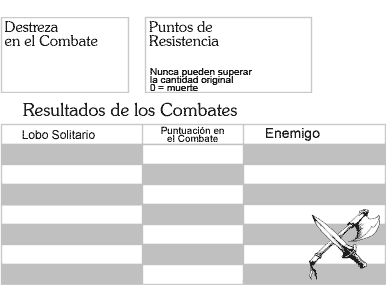 Destreza
en el Combate
Puntos de
Resistencia
Nunca pueden superar
la cantidad original
0 = muerte
Resultados de los Combates
Lobo Solitario
Puntuación en
el Combate
Enemigo